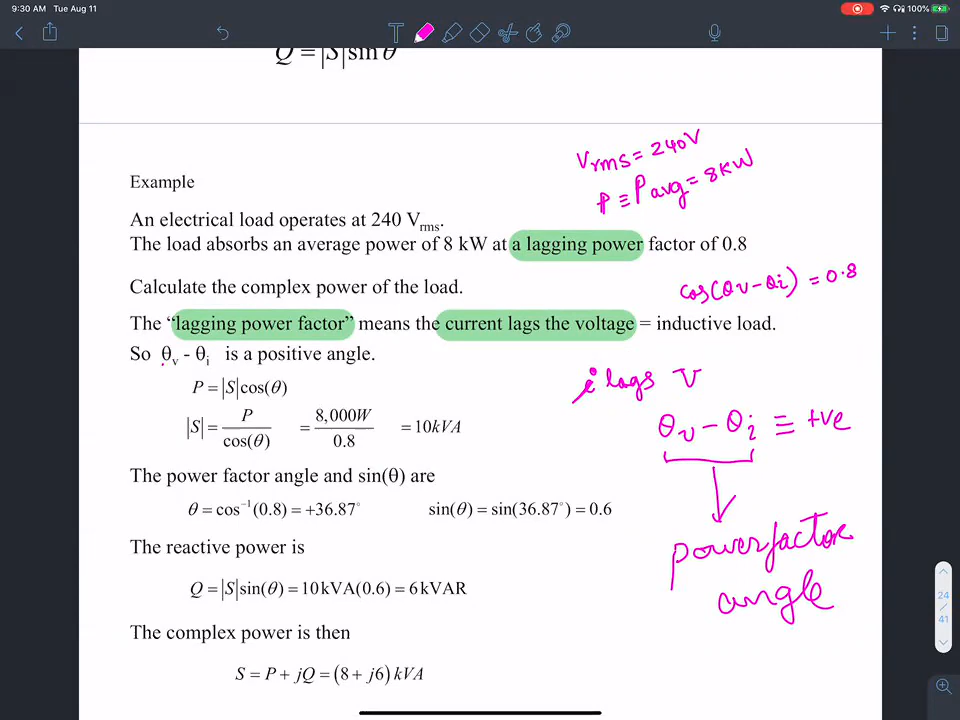 9:30 AM Tue Aug 11
100%
Q = |S| sin θ
Example
Vrms = 240V
P ≡ Pavg = 8KW
An electrical load operates at 240 Vrms.
The load absorbs an average power of 8 kW at a lagging power factor of 0.8
cos(θv - θi) = 0.8
Calculate the complex power of the load.
The “lagging power factor” means the current lags the voltage = inductive load.
So θv - θi is a positive angle.
P = |S| cos(θ)
i lags V
|S| = P / cos(θ) = 8,000W / 0.8 = 10kVA
θv - θi ≡ +ve
The power factor angle and sin(θ) are
θ = cos⁻¹(0.8) = +36.87° sin(θ) = sin(36.87°) = 0.6
powerfactor
angle
The reactive power is
Q = |S| sin(θ) = 10kVA(0.6) = 6kVAR
24
/
41
The complex power is then
S = P + jQ = (8 + j6) kVA